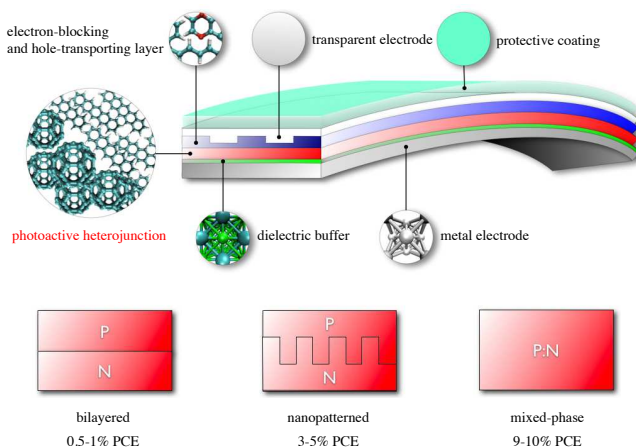 electron-blocking
and hole-transporting layer
transparent electrode
protective coating
photoactive heterojunction
dielectric buffer
metal electrode
P
N
P
N
P:N
bilayered
nanopatterned
mixed-phase
0.5-1% PCE
3-5% PCE
9-10% PCE